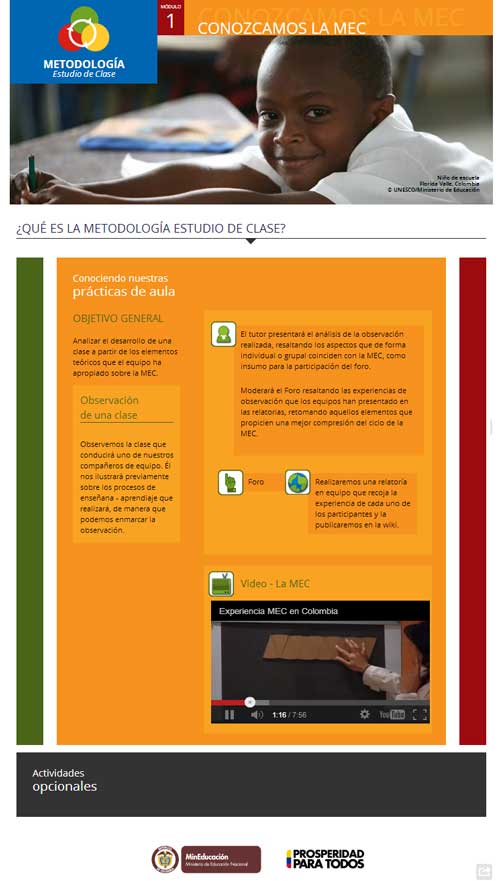 METODOLOGÍA
Estudio de Clase
MÓDULO
1
CONOZCAMOS LA MEC
CONOZCAMOS LA MEC
Niño de escuela
Florida Valle, Colombia
© UNESCO/Ministerio de Educación
¿QUÉ ES LA METODOLOGÍA ESTUDIO DE CLASE?
Conociendo nuestras
prácticas de aula
OBJETIVO GENERAL
Analizar el desarrollo de una
clase a partir de los elementos
teóricos que el equipo ha
apropiado sobre la MEC.
Observación
de una clase
Observemos la clase que
conducirá uno de nuestros
compañeros de equipo. Él
nos ilustrará previamente
sobre los procesos de
enseñana - aprendizaje que
realizará, de manera que
podemos enmarcar la
observación.
El tutor presentará el análisis de la observación
realizada, resaltando los aspectos que de forma
individual o grupal coinciden con la MEC, como
insumo para la participación del foro.
Moderará el Foro resaltando las experiencias de
observación que los equipos han presentado en
las relatorías, retomando aquellos elementos que
propicien una mejor compresión del ciclo de la
MEC.
Foro
Realizaremos una relatoría
en equipo que recoja la
experiencia de cada uno de
los participantes y la
publicaremos en la wiki.
Video - La MEC
Experiencia MEC en Colombia
1:16 / 7:56
YouTube
Actividades
opcionales
MinEducación
Ministerio de Educación Nacional
PROSPERIDAD
PARA TODOS